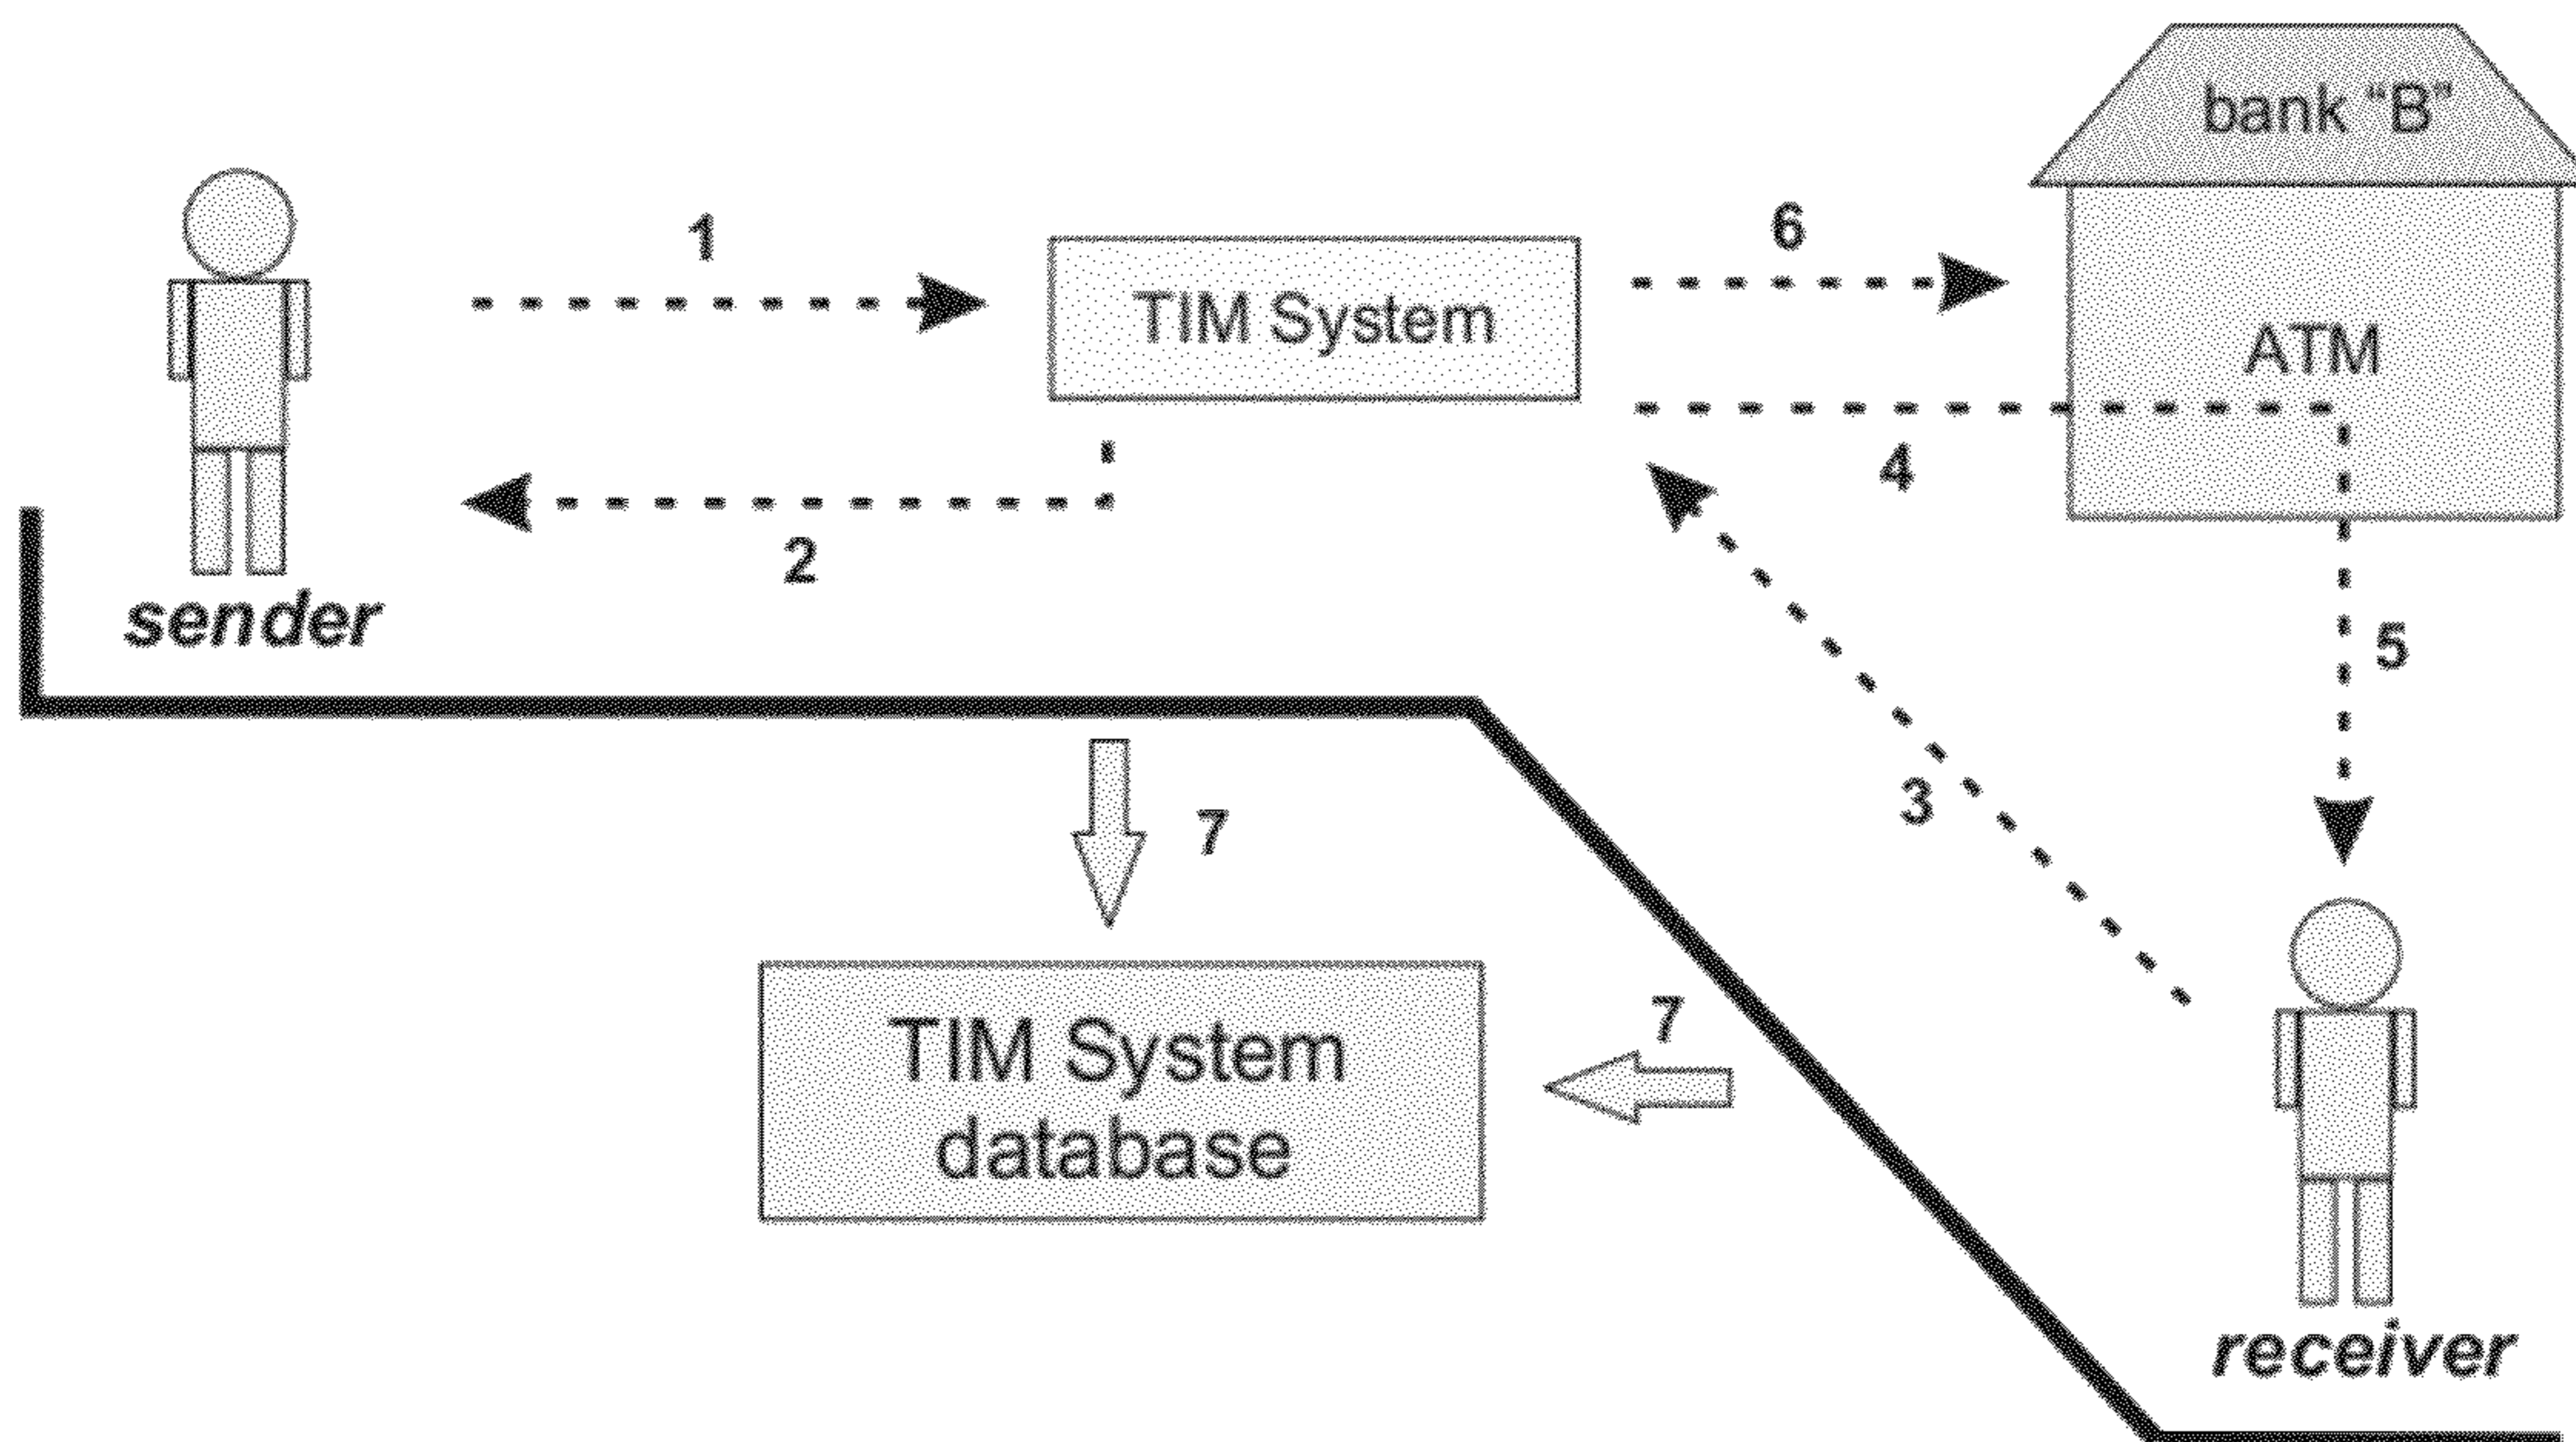 bank “B”
1
6
TIM System
ATM
4
2
sender
5
3
7
7
TIM System
database
receiver